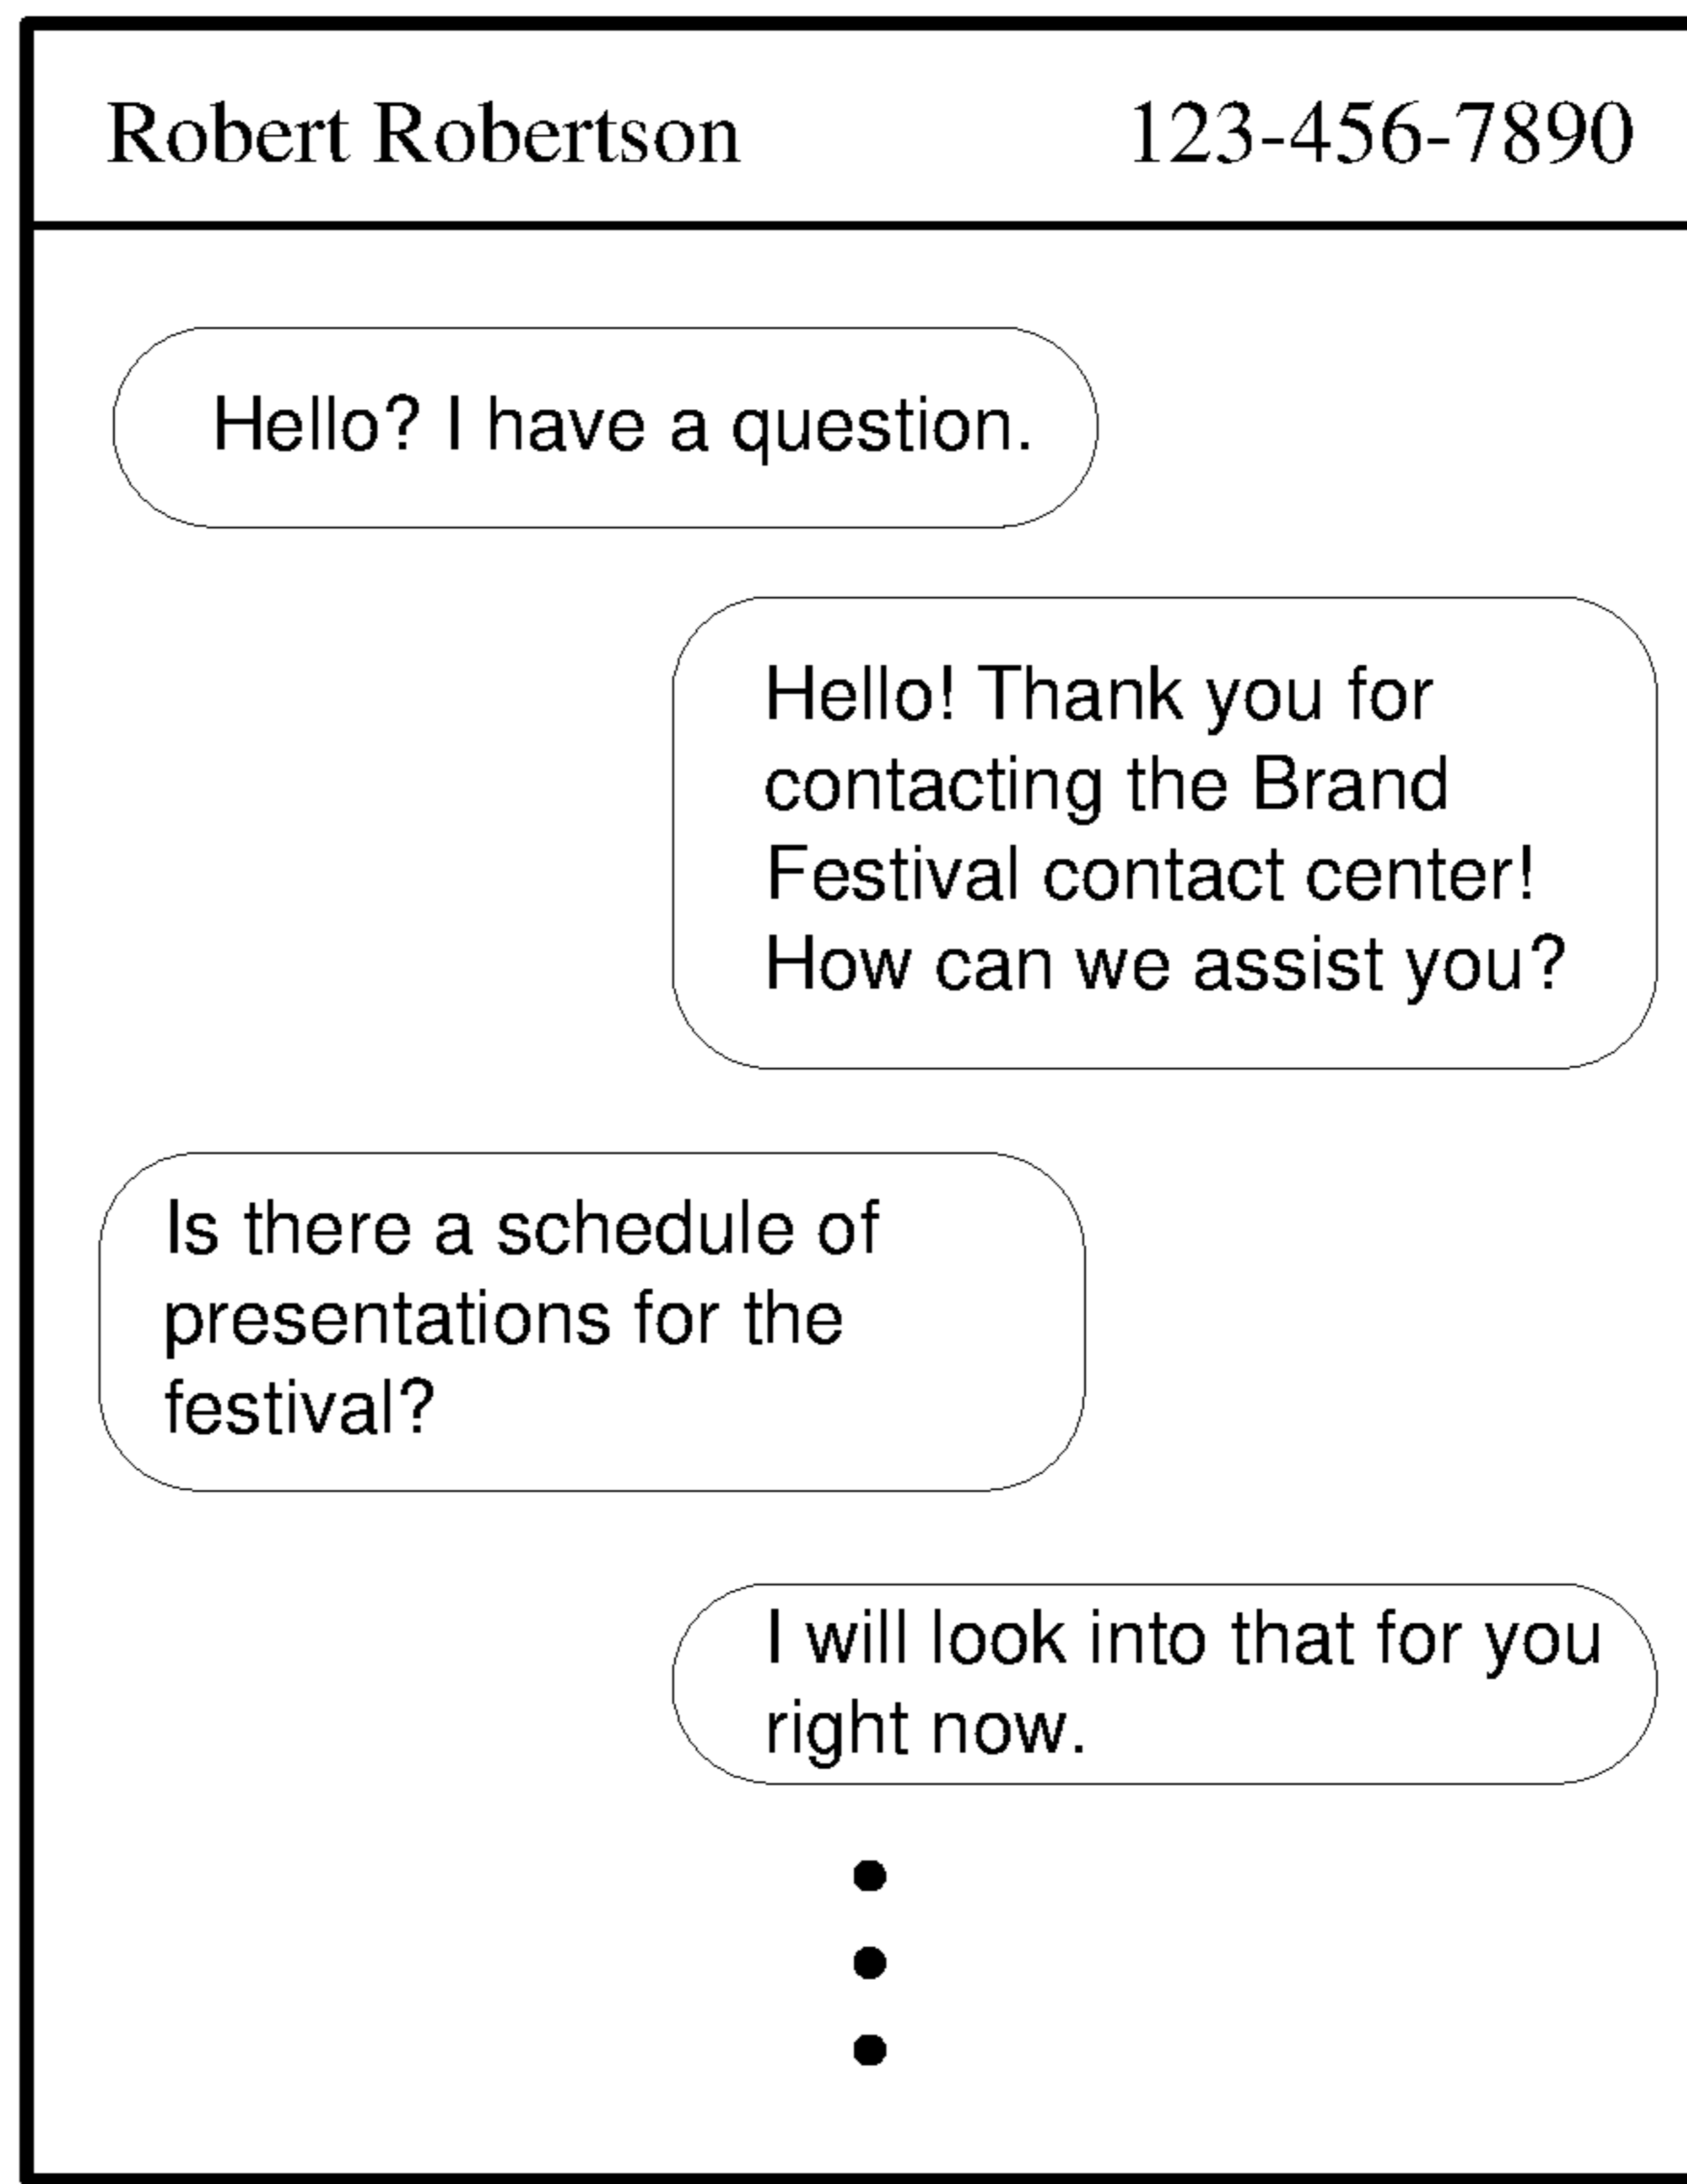 Robert Robertson 123-456-7890
Hello? I have a question.
Hello! Thank you for
contacting the Brand
Festival contact center!
How can we assist you?
Is there a schedule of
presentations for the
festival?
I will look into that for you
right now.